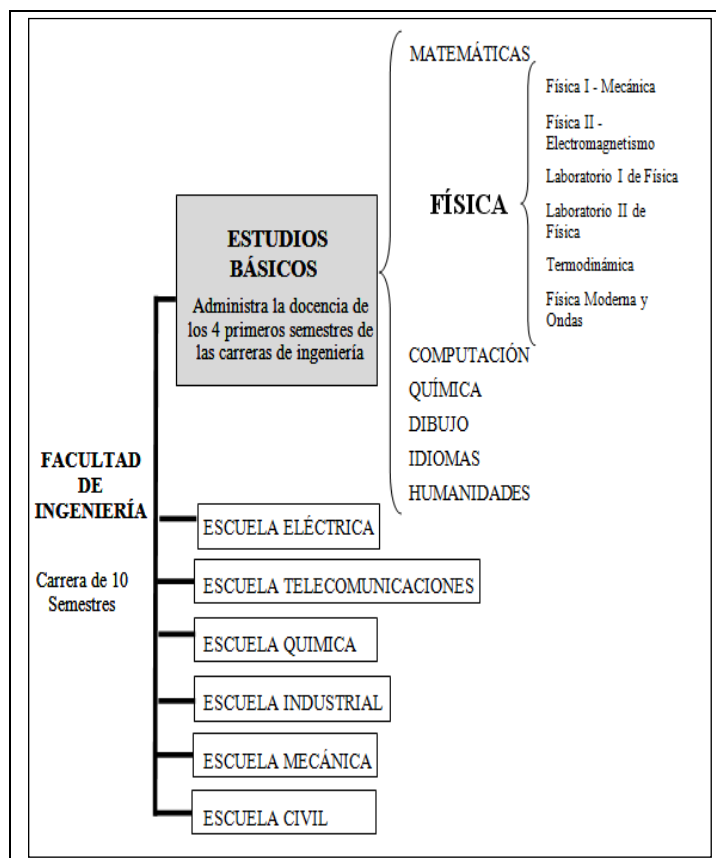 FACULTAD
DE
INGENIERÍA
Carrera de 10
Semestres
ESTUDIOS
BÁSICOS
Administra la docencia de
los 4 primeros semestres de
las carreras de ingeniería
MATEMÁTICAS
FÍSICA
Física I - Mecánica
Física II -
Electromagnetismo
Laboratorio I de Física
Laboratorio II de
Física
Termodinámica
Física Moderna y
Ondas
COMPUTACIÓN
QUÍMICA
DIBUJO
IDIOMAS
HUMANIDADES
ESCUELA ELÉCTRICA
ESCUELA TELECOMUNICACIONES
ESCUELA QUIMICA
ESCUELA INDUSTRIAL
ESCUELA MECÁNICA
ESCUELA CIVIL